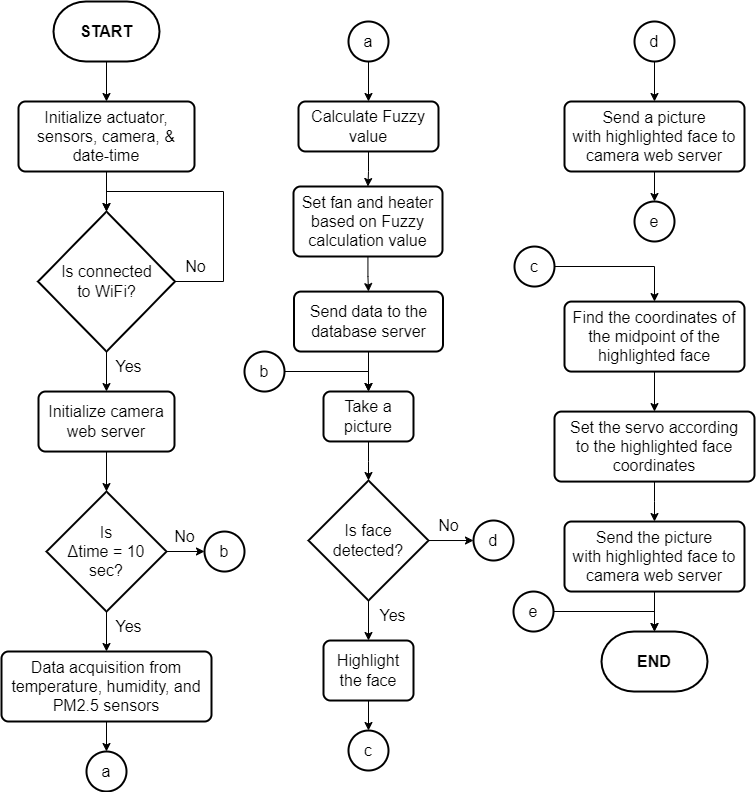 START
Initialize actuator,
sensors, camera, &
date-time
Is connected
to WiFi?
No
Yes
Initialize camera
web server
Is
Δtime = 10
sec?
No
b
Yes
Data acquisition from
temperature, humidity, and
PM2.5 sensors
a
a
Calculate Fuzzy
value
Set fan and heater
based on Fuzzy
calculation value
Send data to the
database server
b
Take a
picture
Is face
detected?
No
d
Yes
Highlight
the face
c
d
Send a picture
with highlighted face to
camera web server
e
c
Find the coordinates of
the midpoint of the
highlighted face
Set the servo according
to the highlighted face
coordinates
Send the picture
with highlighted face to
camera web server
e
END